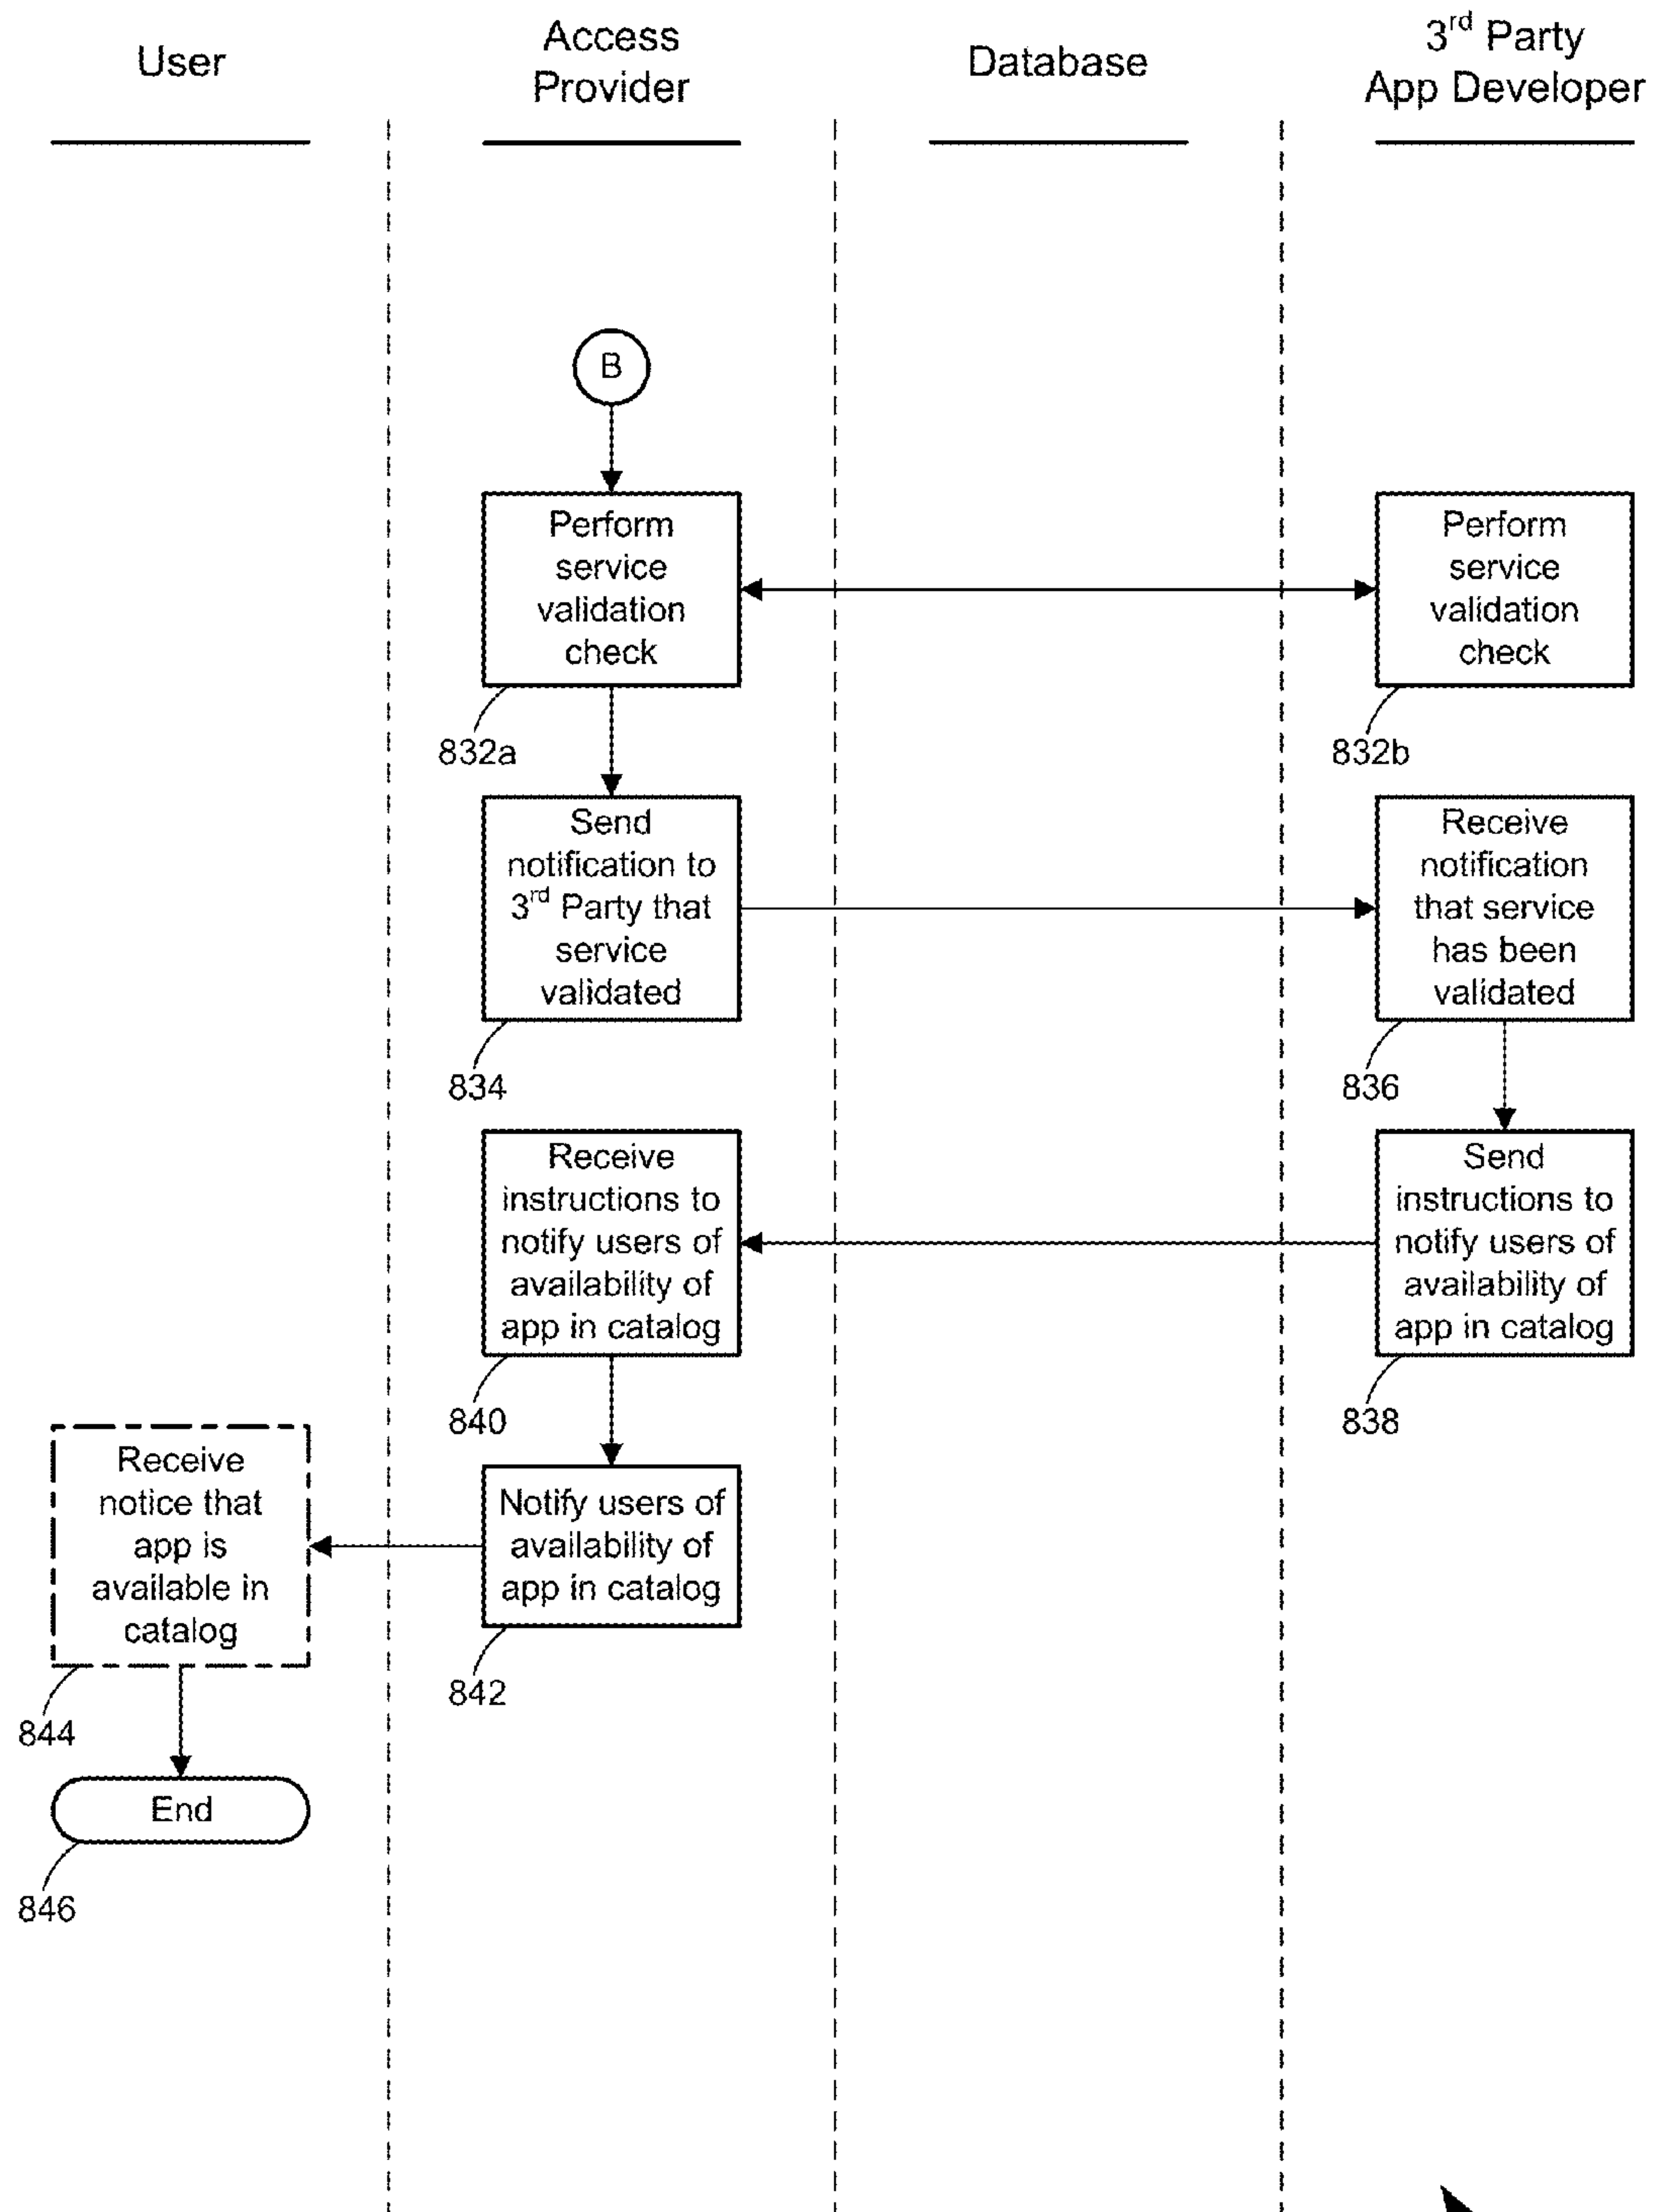 User
Access
Provider
Database
3rd Party
App Developer
B
Perform
service
validation
check
832a
Perform
service
validation
check
832b
Send
notification to
3rd Party that
service
validated
834
Receive
notification
that service
has been
validated
836
Receive
instructions to
notify users of
availability of
app in catalog
840
Send
instructions to
notify users of
availability of
app in catalog
838
Receive
notice that
app is
available in
catalog
844
Notify users of
availability of
app in catalog
842
End
846